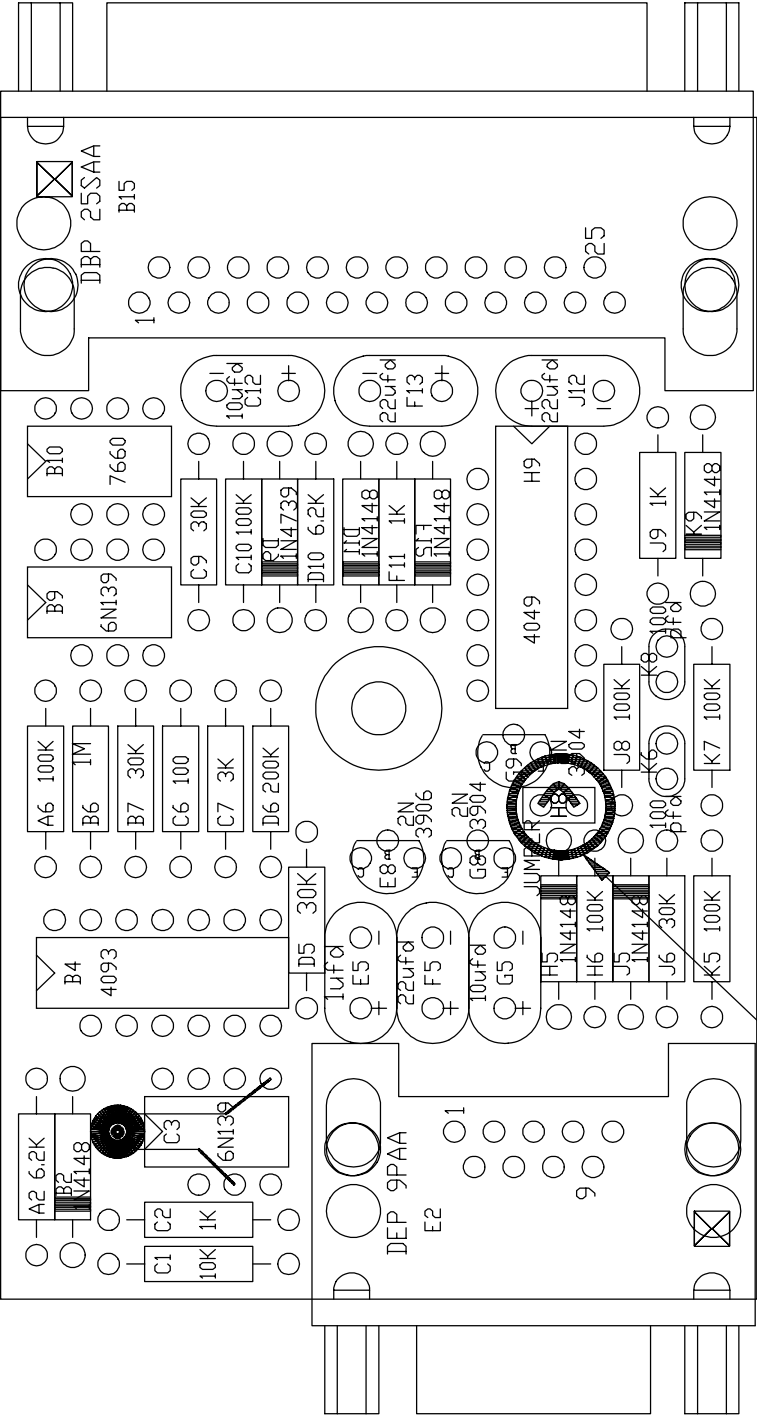 DBP 25SAA
B15
25
1
10ufd
C12
22ufd
F13
22ufd
J12
B10
7660
C9 30K
C10 100K
1N4739
D10 6.2K
D11
1N4148
F11 1K
1N4148
H9
4049
J9 1K
K9
1N4148
B9
6N139
A6 100K
B6 1M
B7 30K
C6 100
C7 3K
D6 200K
J8 100K
K8
100
pfd
K7 100K
K6
100
pfd
G9
2N
3904
H8
JUMPER
E8
2N
3906
G8
2N
3904
B4
4093
D5 30K
1ufd
E5
22ufd
F5
10ufd
G5
H5
1N4148
H6 100K
J5
1N4148
J6 30K
K5 100K
A2 6.2K
B2
1N4148
C3
6N139
C2
1K
C1
10K
1
9
DEP 9PAA
E2